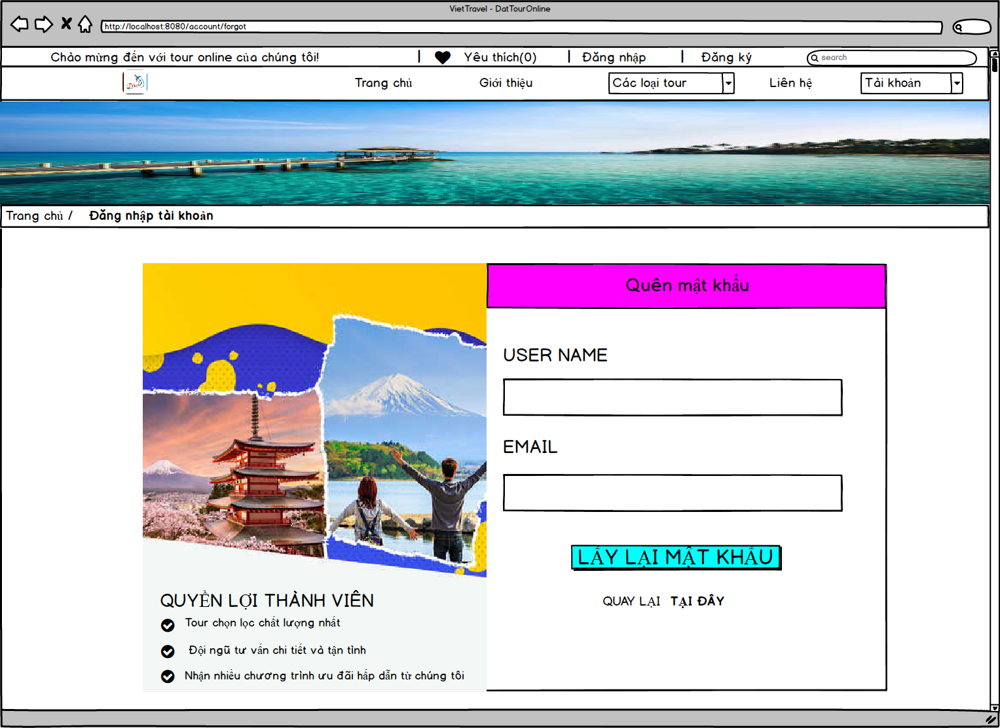 VietTravel - DatTourOnline
http://localhost:8080/account/forgot
Chào mừng đến với tour online của chúng tôi! | Yêu thích(0) | Đăng nhập | Đăng ký search
Trang chủ Giới thiệu Các loại tour Liên hệ Tài khoản
Trang chủ / Đăng nhập tài khoản
Quên mật khẩu
USER NAME
EMAIL
LẤY LẠI MẬT KHẨU
QUAY LẠI TẠI ĐÂY
QUYỀN LỢI THÀNH VIÊN
Tour chọn lọc chất lượng nhất
Đội ngũ tư vấn chi tiết và tận tình
Nhận nhiều chương trình ưu đãi hấp dẫn từ chúng tôi